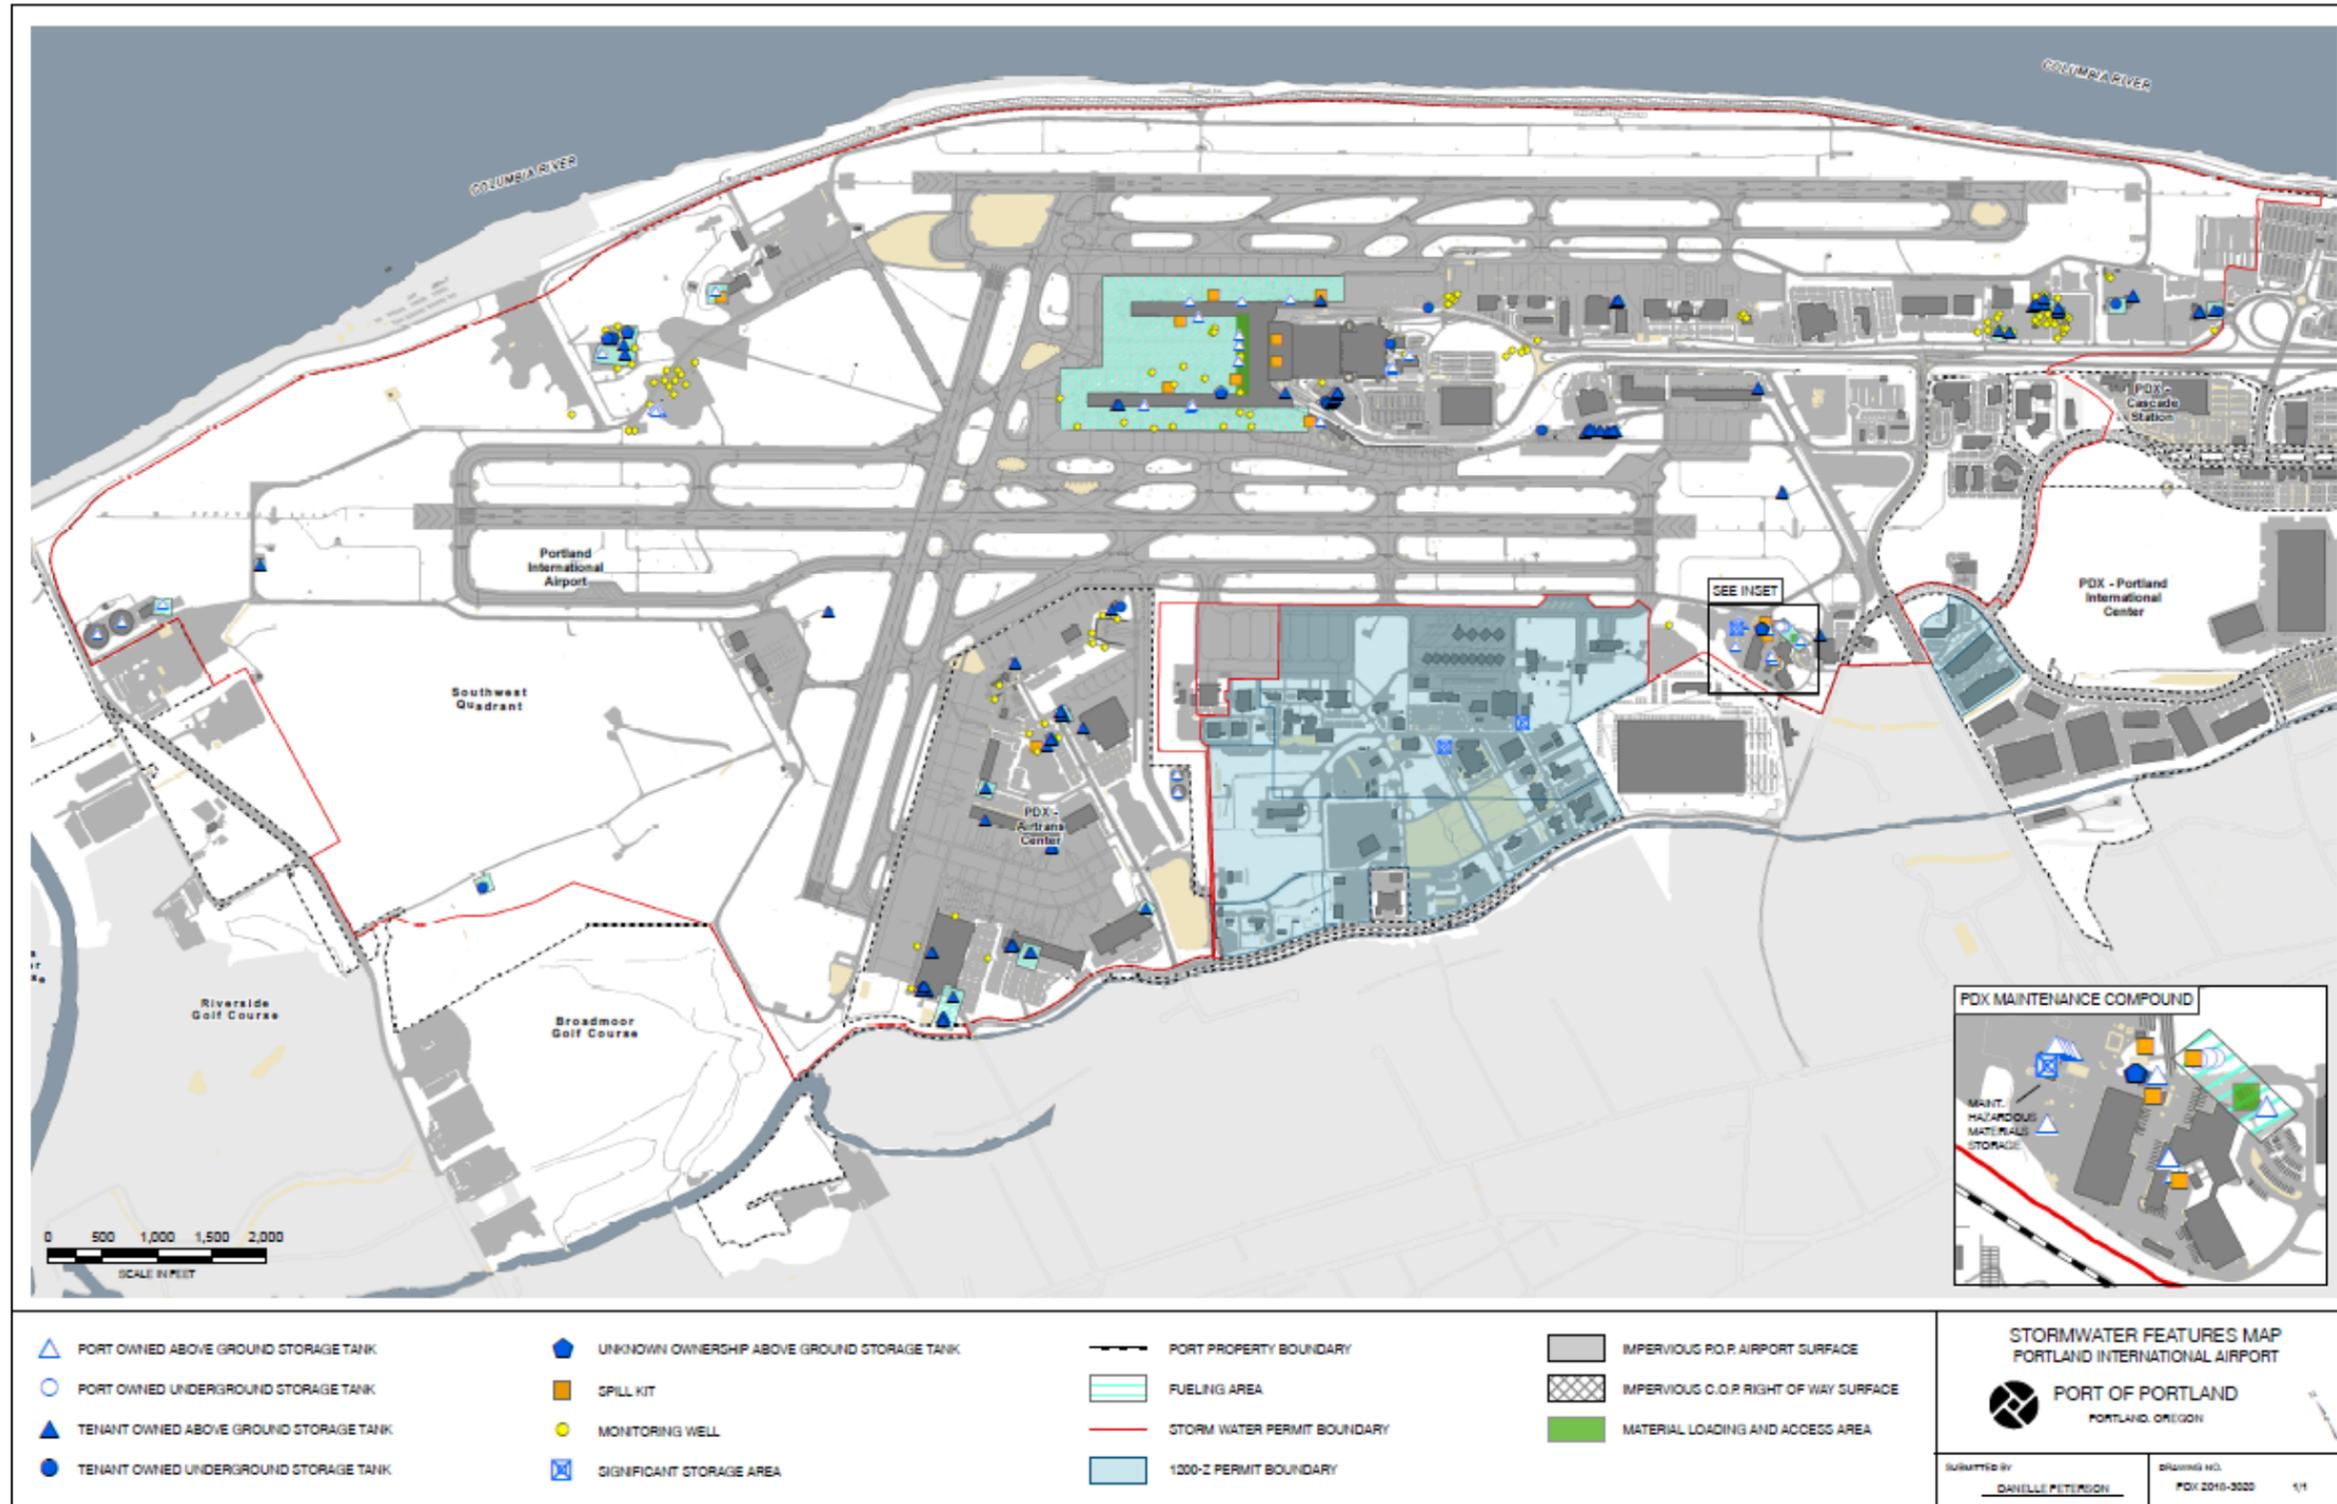 COLUMBIA RIVER
COLUMBIA RIVER
PDX -
Cascade
Station
Portland
International
Airport
SEE INSET
PDX - Portland
International
Center
Southwest
Quadrant
PDX -
Airtrans
Center
Riverside
Golf Course
Broadmoor
Golf Course
PDX MAINTENANCE COMPOUND
MAINT.
HAZARDOUS
MATERIALS
STORAGE
0 500 1,000 1,500 2,000
SCALE IN FEET
PORT OWNED ABOVE GROUND STORAGE TANK
PORT OWNED UNDERGROUND STORAGE TANK
TENANT OWNED ABOVE GROUND STORAGE TANK
TENANT OWNED UNDERGROUND STORAGE TANK
UNKNOWN OWNERSHIP ABOVE GROUND STORAGE TANK
SPILL KIT
MONITORING WELL
SIGNIFICANT STORAGE AREA
PORT PROPERTY BOUNDARY
FUELING AREA
STORM WATER PERMIT BOUNDARY
1200-Z PERMIT BOUNDARY
IMPERVIOUS P.O.P. AIRPORT SURFACE
IMPERVIOUS C.O.P. RIGHT OF WAY SURFACE
MATERIAL LOADING AND ACCESS AREA
STORMWATER FEATURES MAP
PORTLAND INTERNATIONAL AIRPORT
PORT OF PORTLAND
PORTLAND, OREGON
SUBMITTED BY
DANELLE PETERSON
DRAWING NO.
PDX 2018-3020 1/1